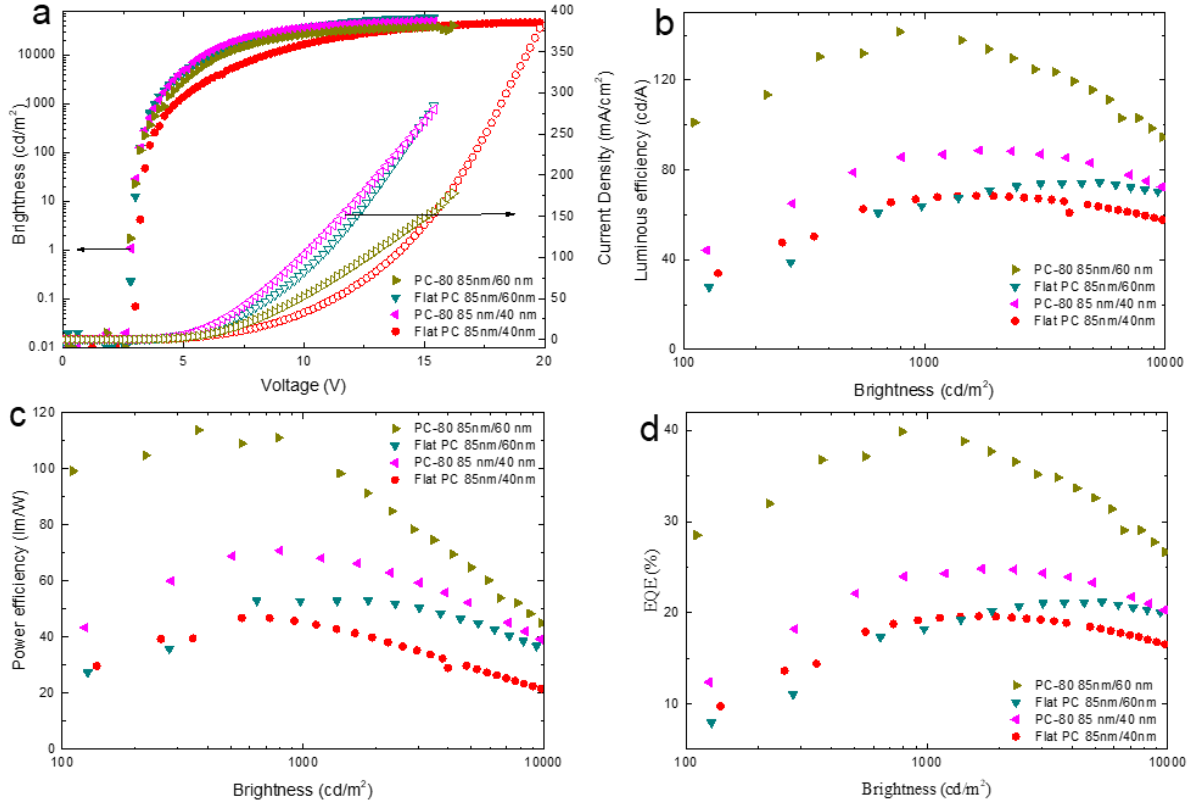 a
Brightness (cd/m²)
10000
1000
100
10
1
0.1
0.01
0
5
10
15
20
Voltage (V)
400
350
300
250
200
150
100
50
0
Current Density (mA/cm²)
PC-80 85nm/60 nm
Flat PC 85nm/60nm
PC-80 85 nm/40 nm
Flat PC 85nm/40nm
b
Luminous efficiency (cd/A)
120
80
40
0
100
1000
10000
Brightness (cd/m²)
PC-80 85nm/60 nm
Flat PC 85nm/60nm
PC-80 85 nm/40 nm
Flat PC 85nm/40nm
c
Power efficiency (lm/W)
120
100
80
60
40
20
0
100
1000
10000
Brightness (cd/m²)
PC-80 85nm/60 nm
Flat PC 85nm/60nm
PC-80 85 nm/40 nm
Flat PC 85nm/40nm
d
EQE (%)
40
30
20
10
100
1000
10000
Brightness (cd/m²)
PC-80 85nm/60 nm
Flat PC 85nm/60nm
PC-80 85 nm/40 nm
Flat PC 85nm/40nm